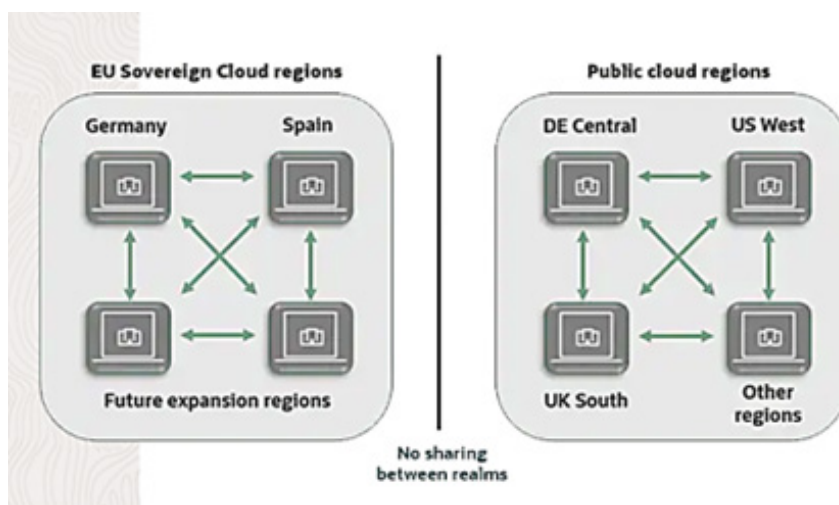 EU Sovereign Cloud regions
Germany
Spain
Future expansion regions
Public cloud regions
DE Central
US West
UK South
Other
regions
No sharing
between realms